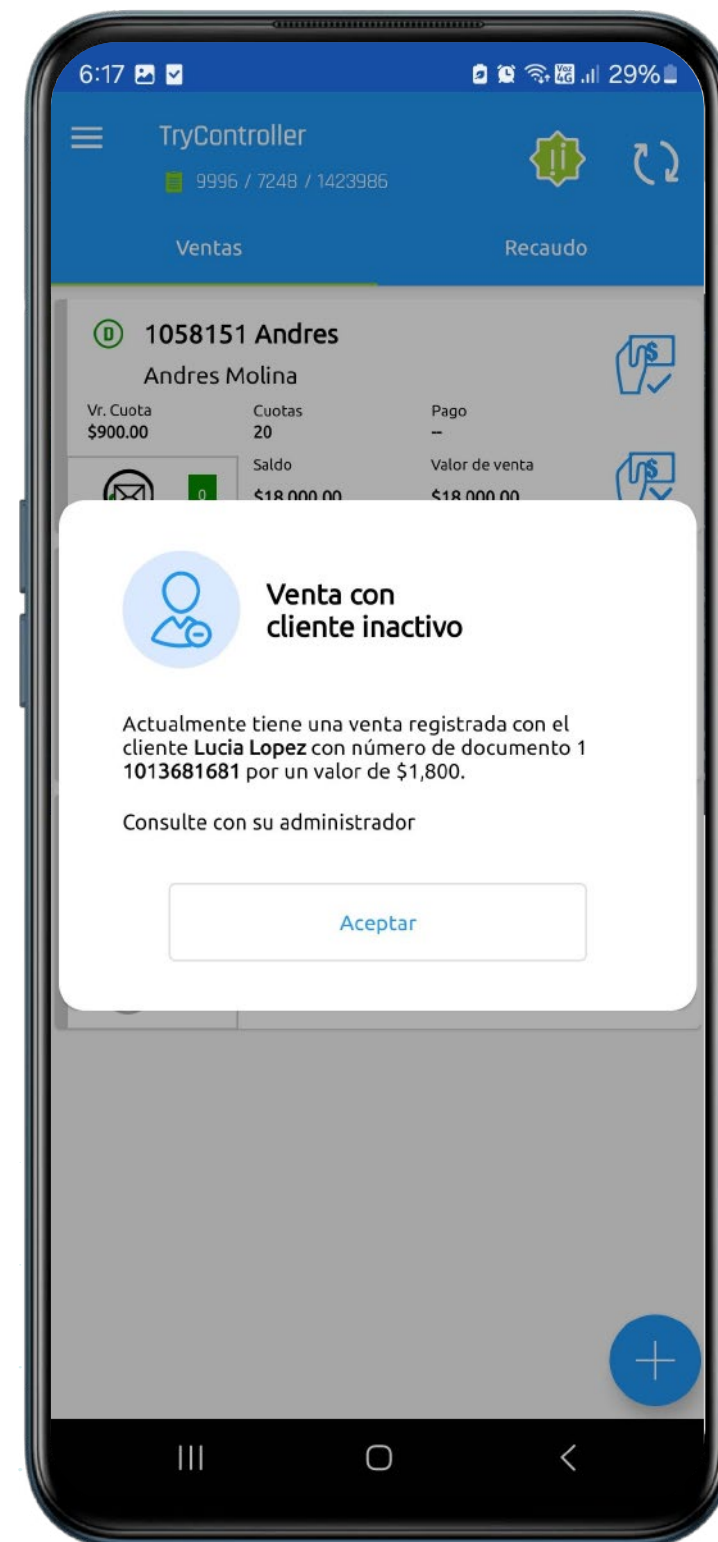 6:17 29%
TryController
9996 / 7248 / 1423986
Ventas Recaudo
D 1058151 Andres
Andres Molina
Vr. Cuota Cuotas Pago
$900.00 20 --
Saldo Valor de venta
0 $18,000.00 $18,000.00
Venta con
cliente inactivo
Actualmente tiene una venta registrada con el
cliente Lucia Lopez con número de documento 1
1013681681 por un valor de $1,800.
Consulte con su administrador
Aceptar